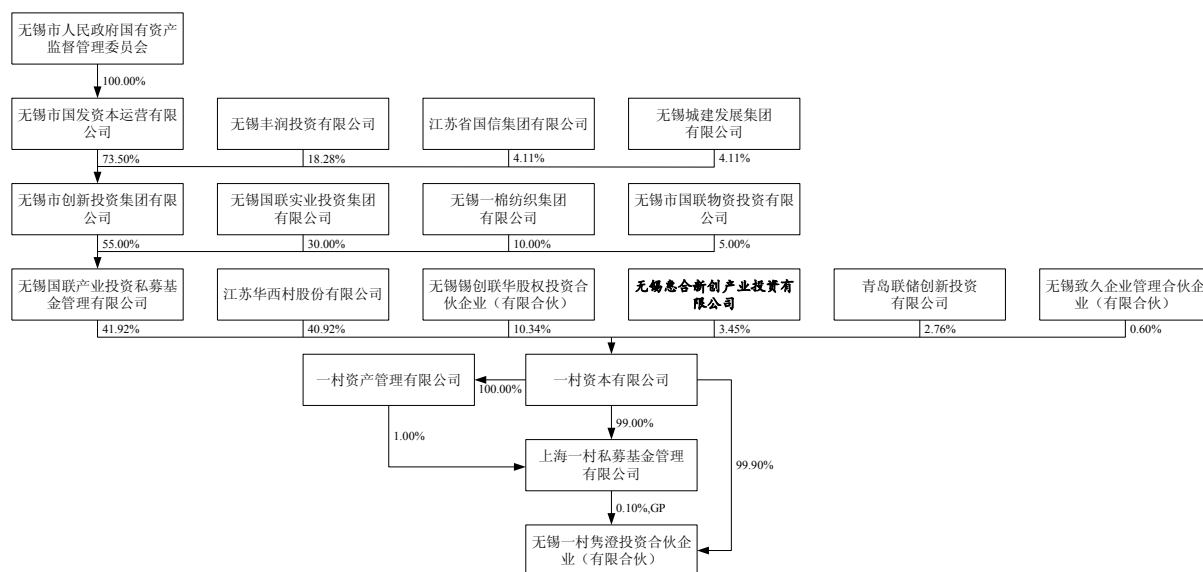 无锡市人民政府国有资产
监督管理委员会
100.00%
无锡市国发资本运营有限
公司
无锡丰润投资有限公司
江苏省国信集团有限公司
无锡城建发展集团
有限公司
73.50%
18.28%
4.11%
4.11%
无锡市创新投资集团有限
公司
无锡国联实业投资集团
有限公司
无锡一棉纺织集团
有限公司
无锡市国联物资投资有限
公司
55.00%
30.00%
10.00%
5.00%
无锡国联产业投资私募基
金管理有限公司
江苏华西村股份有限公司
无锡锡创联华股权投资合
伙企业（有限合伙）
无锡惠合新创产业投资有
限公司
青岛联储创新投资
有限公司
无锡致久企业管理合伙企
业（有限合伙）
41.92%
40.92%
10.34%
3.45%
2.76%
0.60%
一村资产管理有限公司
100.00%
一村资本有限公司
1.00%
99.00%
99.90%
上海一村私募基金管理
有限公司
0.10%,GP
无锡一村隽澄投资合伙企
业（有限合伙）